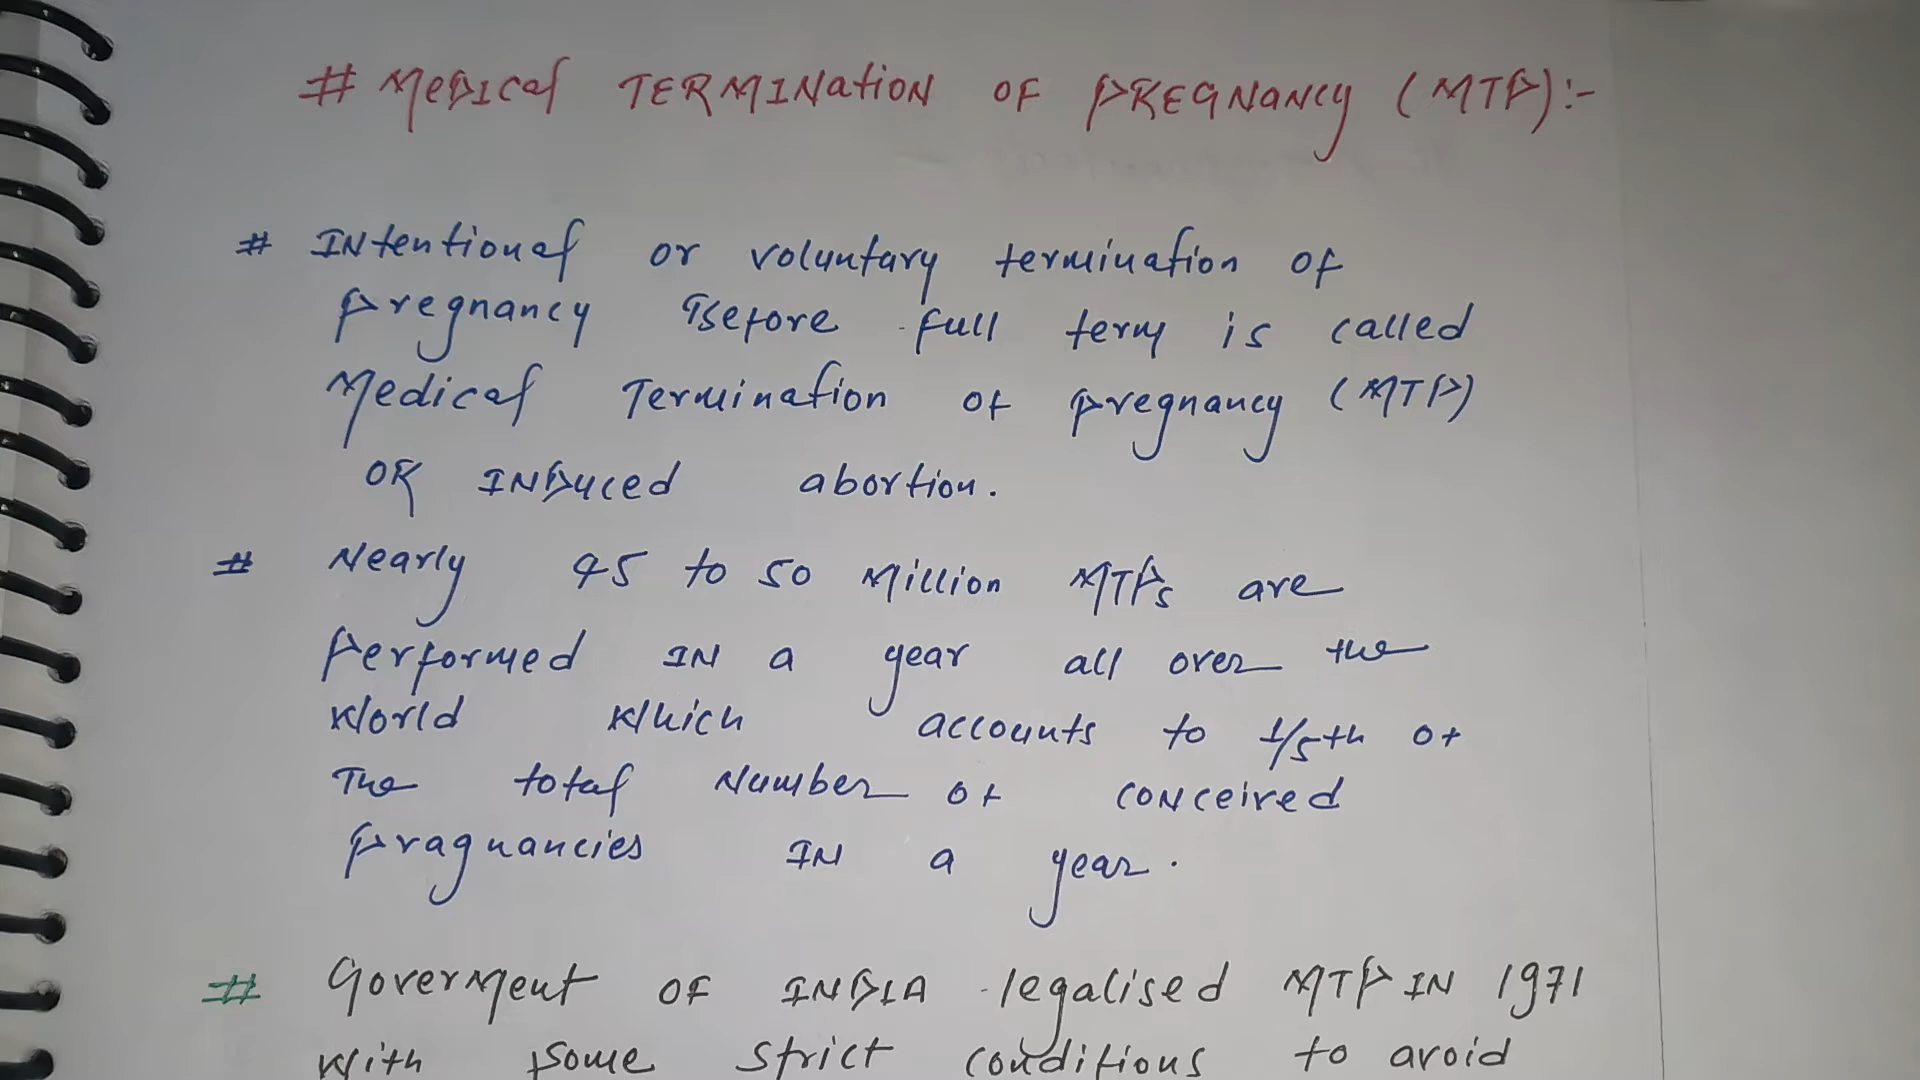 # MEDICAL TERMINATION OF PREGNANCY (MTP):-
# INtentional or voluntary termination of
pregnancy Before full term is called
Medical Termination of pregnancy (MTP)
OR INDuced abortion.
# Nearly 45 to 50 Million MTPs are
performed IN a year all over the
World Which accounts to 1/5th of
The total Number of conceived
pragnancies IN a year.
# Goverment OF INDIA legalised MTP IN 1971
With some strict conditions to avoid